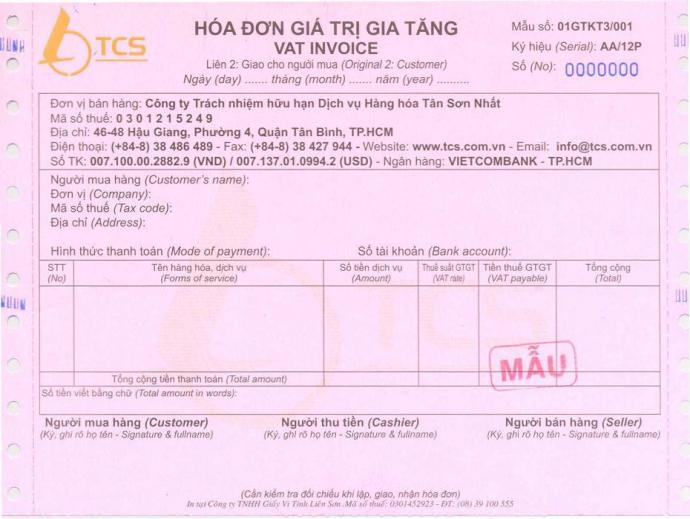 TCS
HÓA ĐƠN GIÁ TRỊ GIA TĂNG
VAT INVOICE
Liên 2: Giao cho người mua (Original 2: Customer)
Ngày (day) ....... tháng (month) ....... năm (year) ..........
Mẫu số: 01GTKT3/001
Ký hiệu (Serial): AA/12P
Số (No): 0000000
Đơn vị bán hàng: Công ty Trách nhiệm hữu hạn Dịch vụ Hàng hóa Tân Sơn Nhất
Mã số thuế: 0 3 0 1 2 1 5 2 4 9
Địa chỉ: 46-48 Hậu Giang, Phường 4, Quận Tân Bình, TP.HCM
Điện thoại: (+84-8) 38 486 489 - Fax: (+84-8) 38 427 944 - Website: www.tcs.com.vn - Email: info@tcs.com.vn
Số TK: 007.100.00.2882.9 (VND) / 007.137.01.0994.2 (USD) - Ngân hàng: VIETCOMBANK - TP.HCM
Người mua hàng (Customer's name):
Đơn vị (Company):
Mã số thuế (Tax code):
Địa chỉ (Address):
Hình thức thanh toán (Mode of payment): Số tài khoản (Bank account):
STT Tên hàng hóa, dịch vụ Số tiền dịch vụ Thuế suất GTGT Tiền thuế GTGT Tổng cộng
(No) (Forms of service) (Amount) (VAT rate) (VAT payable) (Total)
TCS
MẪU
Tổng cộng tiền thanh toán (Total amount)
Số tiền viết bằng chữ (Total amount in words):
Người mua hàng (Customer) Người thu tiền (Cashier) Người bán hàng (Seller)
(Ký, ghi rõ họ tên - Signature & fullname) (Ký, ghi rõ họ tên - Signature & fullname) (Ký, ghi rõ họ tên - Signature & fullname)
(Cần kiểm tra đối chiếu khi lập, giao, nhận hóa đơn)
In tại Công ty TNHH Giấy Vi Tính Liên Sơn .Mã số thuế: 0301452923 - ĐT: (08) 39 100 555